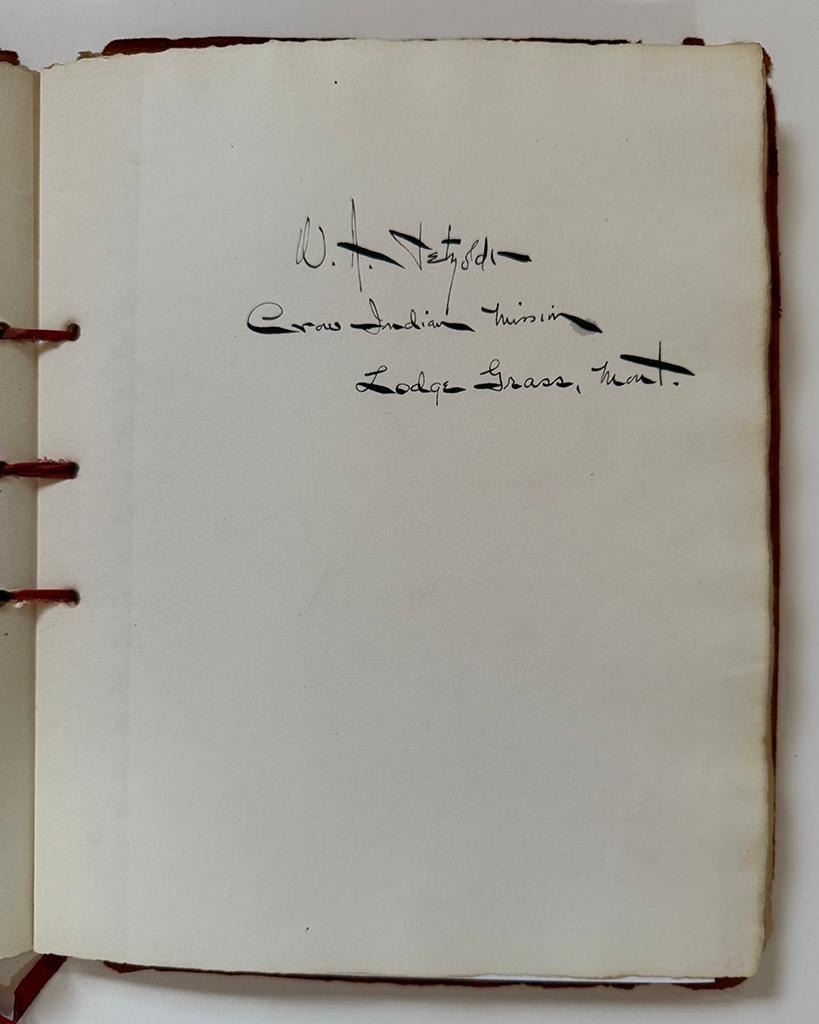 W. A. Petzoldt
Crow Indian Mission
Lodge Grass, Mont.